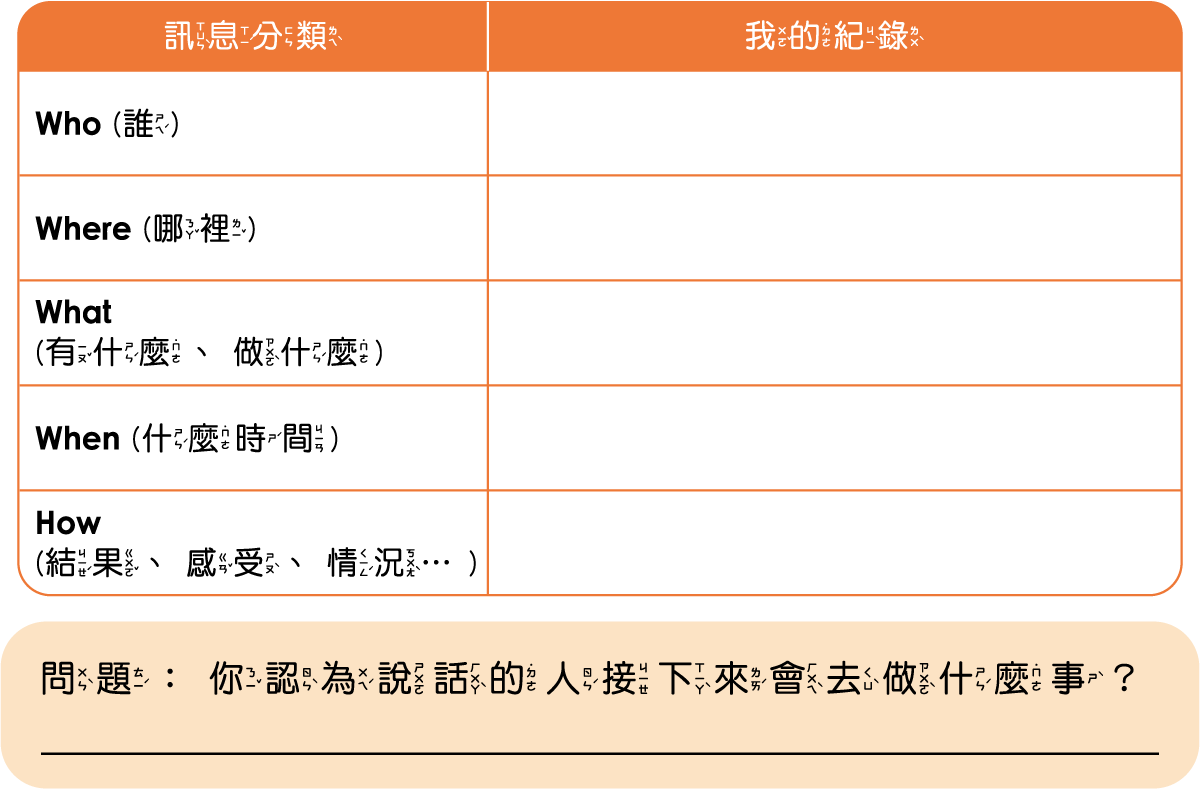 訊息分類 我的紀錄
Who (誰)
Where (哪裡)
What
(有什麼、 做什麼)
When (什麼時間)
How
(結果、 感受、 情況… )
問題： 你認為說話的人接下來會去做什麼事？